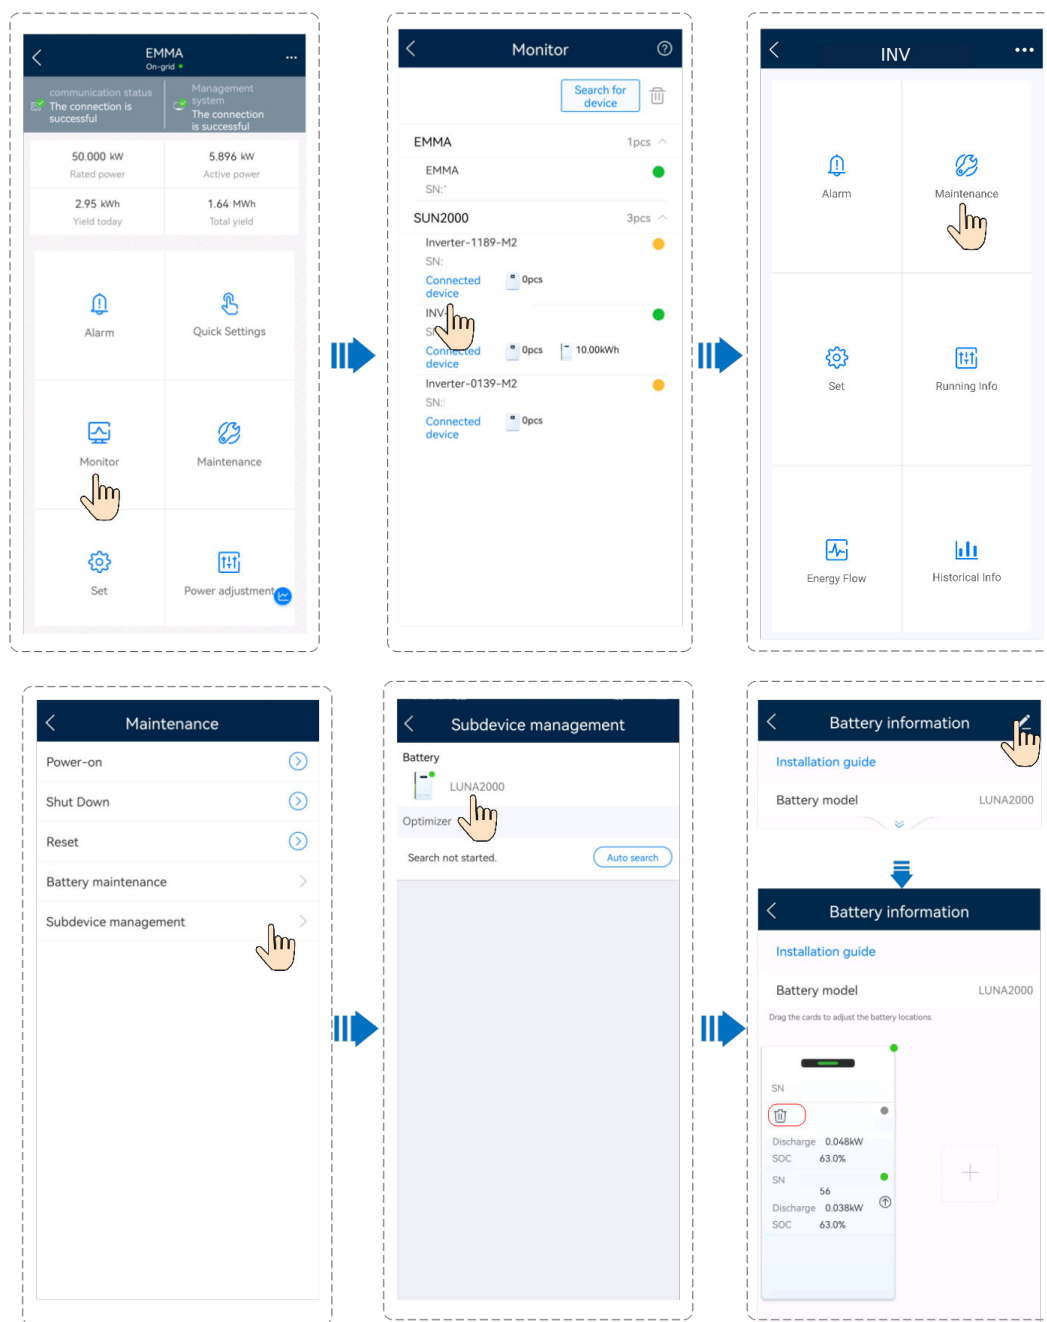 EMMA
On-grid
communication status
The connection is
successful
Management
system
The connection
is successful
50.000 kW
Rated power
5.896 kW
Active power
2.95 kWh
Yield today
1.64 MWh
Total yield
Alarm
Quick Settings
Monitor
Maintenance
Set
Power adjustment
Monitor
Search for
device
EMMA
1pcs
EMMA
SN:
SUN2000
3pcs
Inverter-1189-M2
SN:
Connected
device
0pcs
INV-
Connected
device
0pcs
10.00kWh
Inverter-0139-M2
SN:
Connected
device
0pcs
INV
Alarm
Maintenance
Set
Running Info
Energy Flow
Historical Info
Maintenance
Power-on
Shut Down
Reset
Battery maintenance
Subdevice management
Subdevice management
Battery
LUNA2000
Optimizer
Search not started.
Auto search
Battery information
Installation guide
Battery model
LUNA2000
Battery information
Installation guide
Battery model
LUNA2000
Drag the cards to adjust the battery locations.
SN
Discharge 0.048kW
SOC 63.0%
SN
56
Discharge 0.038kW
SOC 63.0%